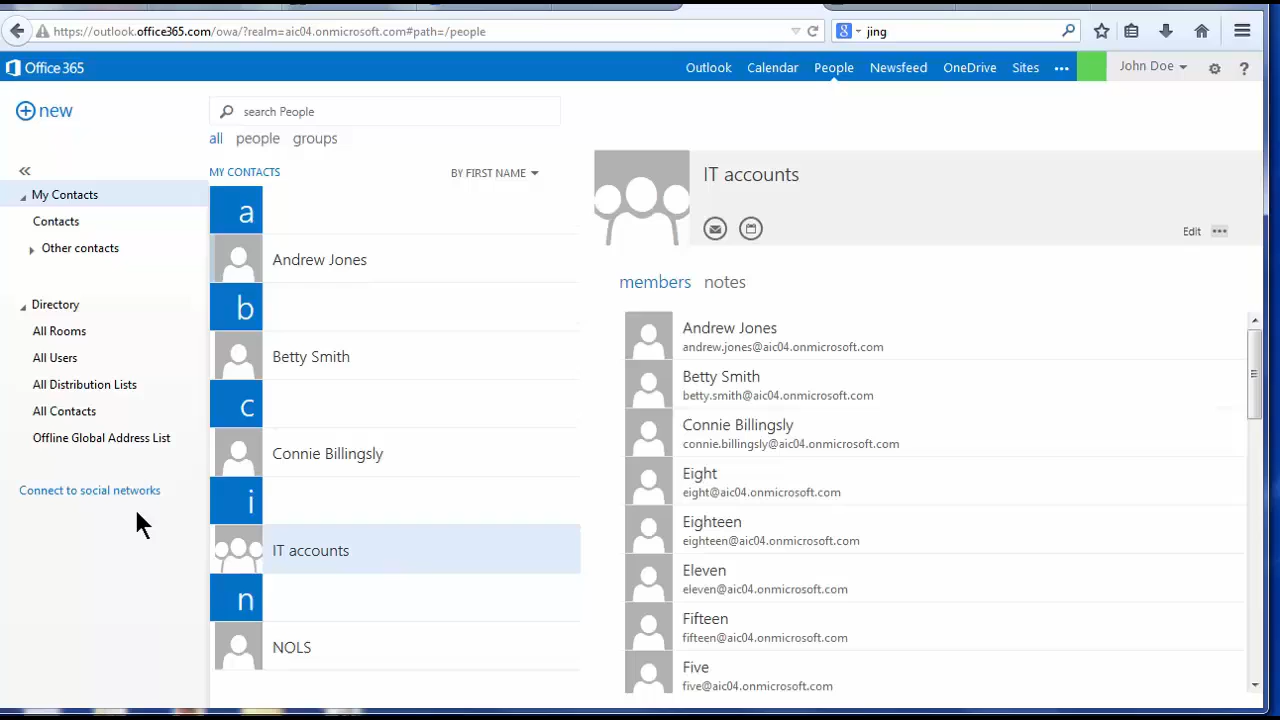 https://outlook.office365.com/owa/?realm=aic04.onmicrosoft.com#path=/people
jing
Office 365
Outlook Calendar People Newsfeed OneDrive Sites ••• John Doe ?
new
search People
all people groups
MY CONTACTS BY FIRST NAME
My Contacts
Contacts
Other contacts
Directory
All Rooms
All Users
All Distribution Lists
All Contacts
Offline Global Address List
Connect to social networks
a
Andrew Jones
b
Betty Smith
c
Connie Billingsly
i
IT accounts
n
NOLS
IT accounts
Edit •••
members notes
Andrew Jones
andrew.jones@aic04.onmicrosoft.com
Betty Smith
betty.smith@aic04.onmicrosoft.com
Connie Billingsly
connie.billingsly@aic04.onmicrosoft.com
Eight
eight@aic04.onmicrosoft.com
Eighteen
eighteen@aic04.onmicrosoft.com
Eleven
eleven@aic04.onmicrosoft.com
Fifteen
fifteen@aic04.onmicrosoft.com
Five
five@aic04.onmicrosoft.com